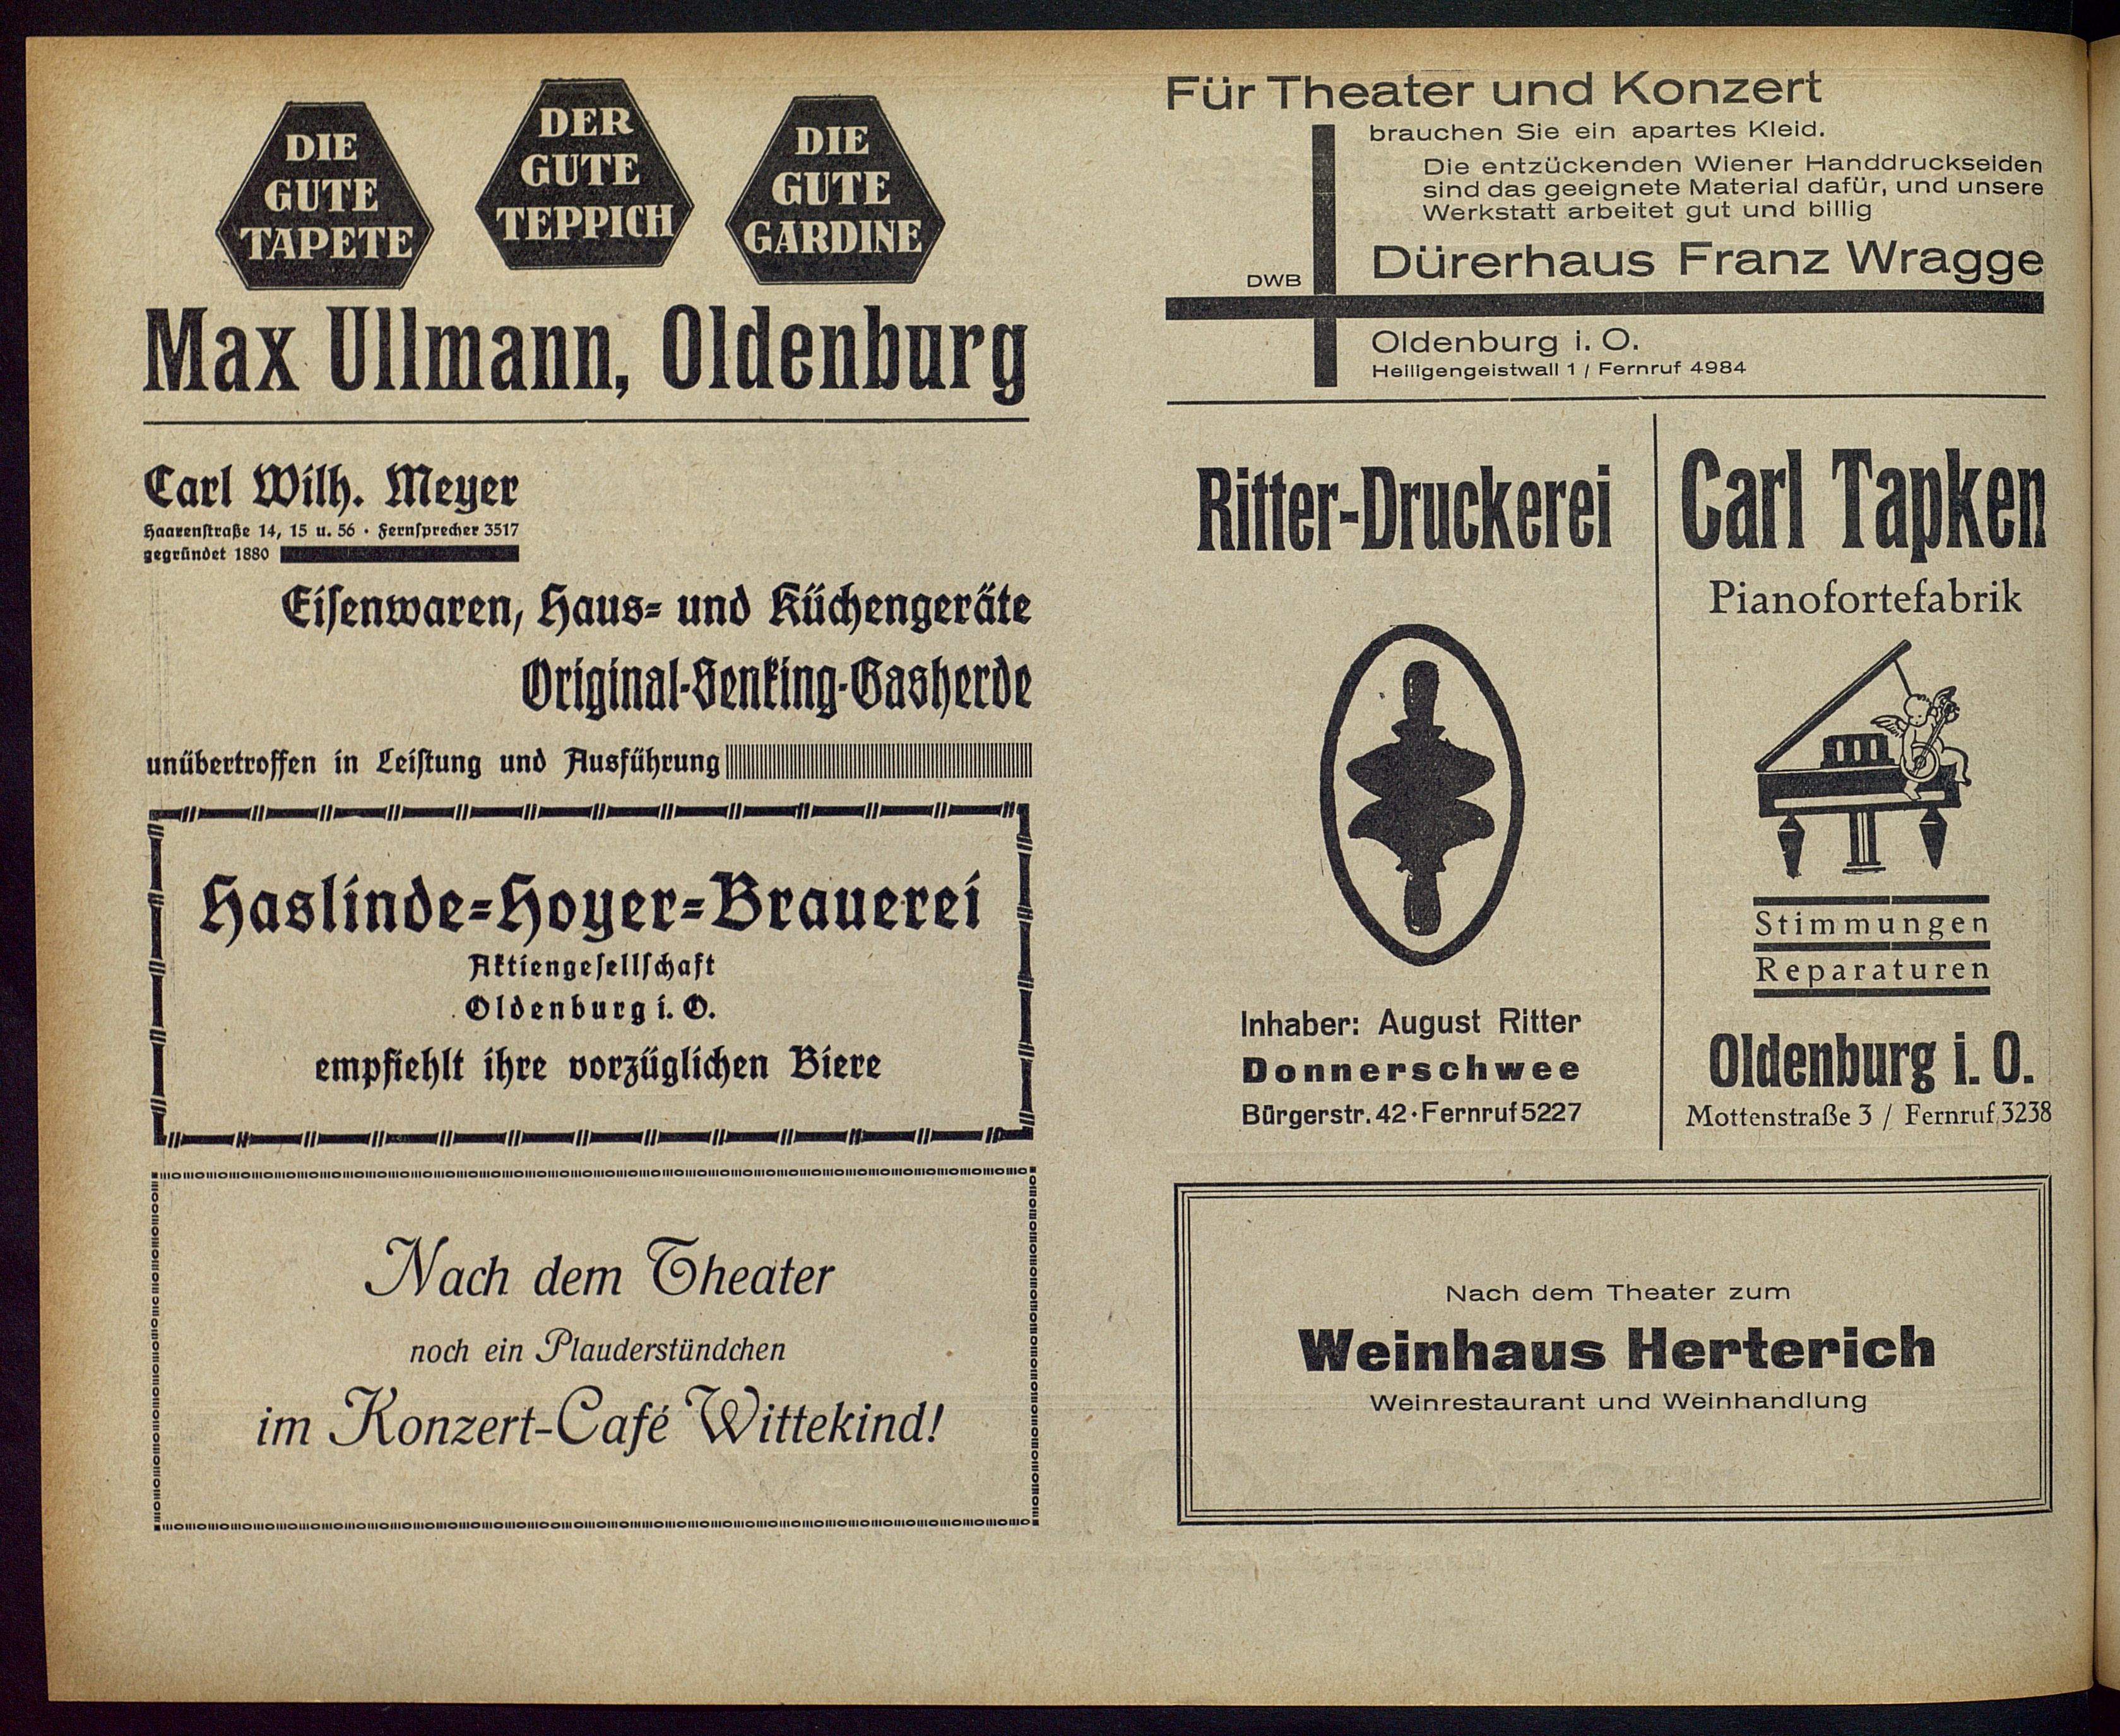 DIE
GUTE
TAPETE
DER
GUTE
TEPPICH
DIE
GUTE
GARDINE
Max Ullmann, Oldenburg
Carl Wilh. Meyer
Haarenſtraße 14, 15 u. 56 · Fernſprecher 3517
gegründet 1880
Eiſenwaren, Haus= und Küchengeräte
Original-Senking-Gasherde
unübertroffen in Leiſtung und Ausführung
Haslinde=Hoyer=Brauerei
Aktiengeſellſchaft
Oldenburg i. O.
empfiehlt ihre vorzüglichen Biere
Nach dem Theater
noch ein Plauderstündchen
im Konzert-Café Wittekind!
Für Theater und Konzert
brauchen Sie ein apartes Kleid.
Die entzückenden Wiener Handdruckseiden
sind das geeignete Material dafür, und unsere
Werkstatt arbeitet gut und billig
DWB
Dürerhaus Franz Wragge
Oldenburg i. O.
Heiligengeistwall 1 / Fernruf 4984
Ritter-Druckerei
Inhaber: August Ritter
Donnerschwee
Bürgerstr. 42 · Fernruf 5227
Carl Tapken
Pianofortefabrik
Stimmungen
Reparaturen
Oldenburg i. O.
Mottenstraße 3 / Fernruf 3238
Nach dem Theater zum
Weinhaus Herterich
Weinrestaurant und Weinhandlung